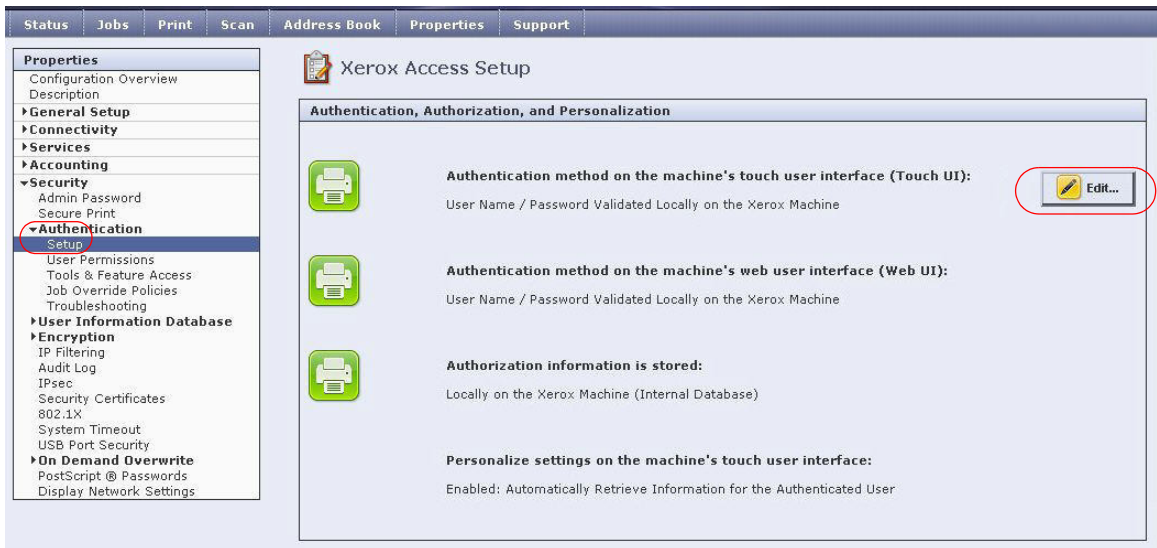 Status Jobs Print Scan Address Book Properties Support
Properties
Configuration Overview
Description
General Setup
Connectivity
Services
Accounting
Security
Admin Password
Secure Print
Authentication
Setup
User Permissions
Tools & Feature Access
Job Override Policies
Troubleshooting
User Information Database
Encryption
IP Filtering
Audit Log
IPsec
Security Certificates
802.1X
System Timeout
USB Port Security
On Demand Overwrite
PostScript ® Passwords
Display Network Settings
Xerox Access Setup
Authentication, Authorization, and Personalization
Authentication method on the machine's touch user interface (Touch UI):
User Name / Password Validated Locally on the Xerox Machine
Edit...
Authentication method on the machine's web user interface (Web UI):
User Name / Password Validated Locally on the Xerox Machine
Authorization information is stored:
Locally on the Xerox Machine (Internal Database)
Personalize settings on the machine's touch user interface:
Enabled: Automatically Retrieve Information for the Authenticated User